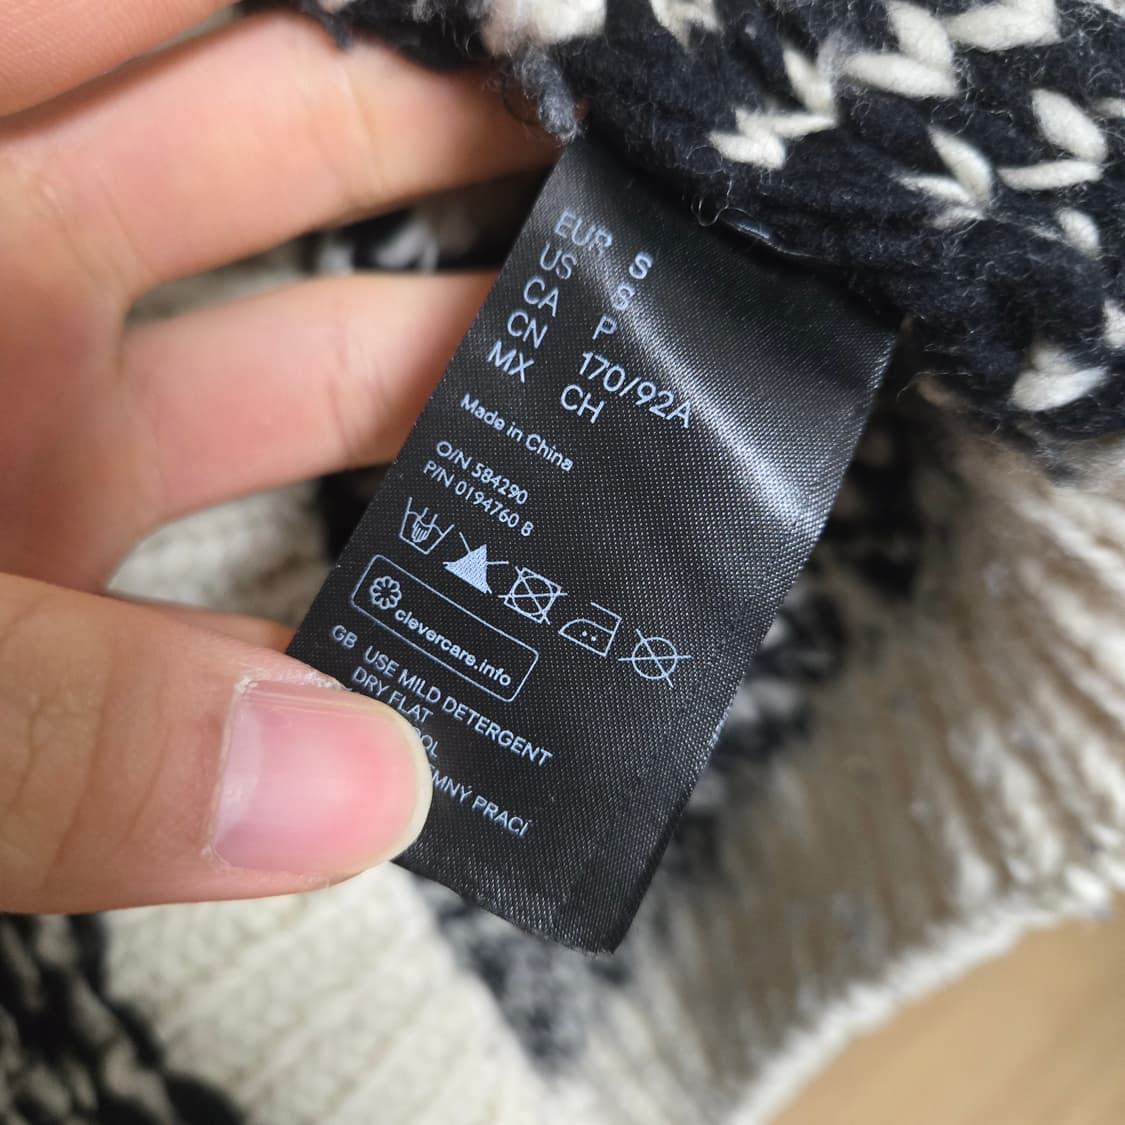 EUR S
US S
CA P
CN 170/92A
MX CH
Made in China
O/N 584290
P/N 0194760 8
clevercare.info
GB USE MILD DETERGENT
DRY FLAT
PRACÍ